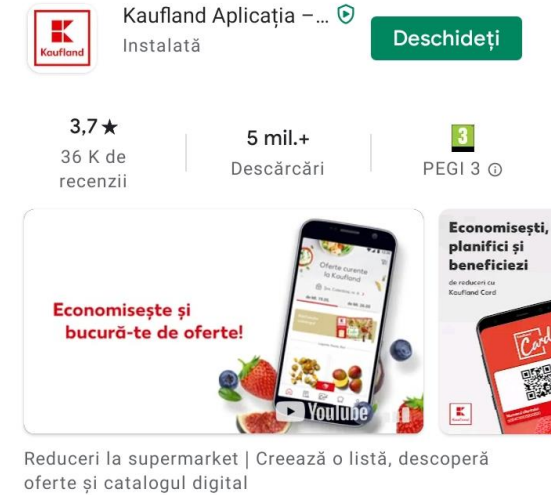 Kaufland Aplicația –...
Instalată
Deschideți
Kaufland
3,7★
36 K de
recenzii
5 mil.+
Descărcări
3
PEGI 3
Economisește și
bucură-te de oferte!
Oferte curente
la Kaufland
YouTube
Economisești,
planifici și
beneficiezi
de reduceri cu
Kaufland Card
Card
Reduceri la supermarket | Creează o listă, descoperă
oferte și catalogul digital